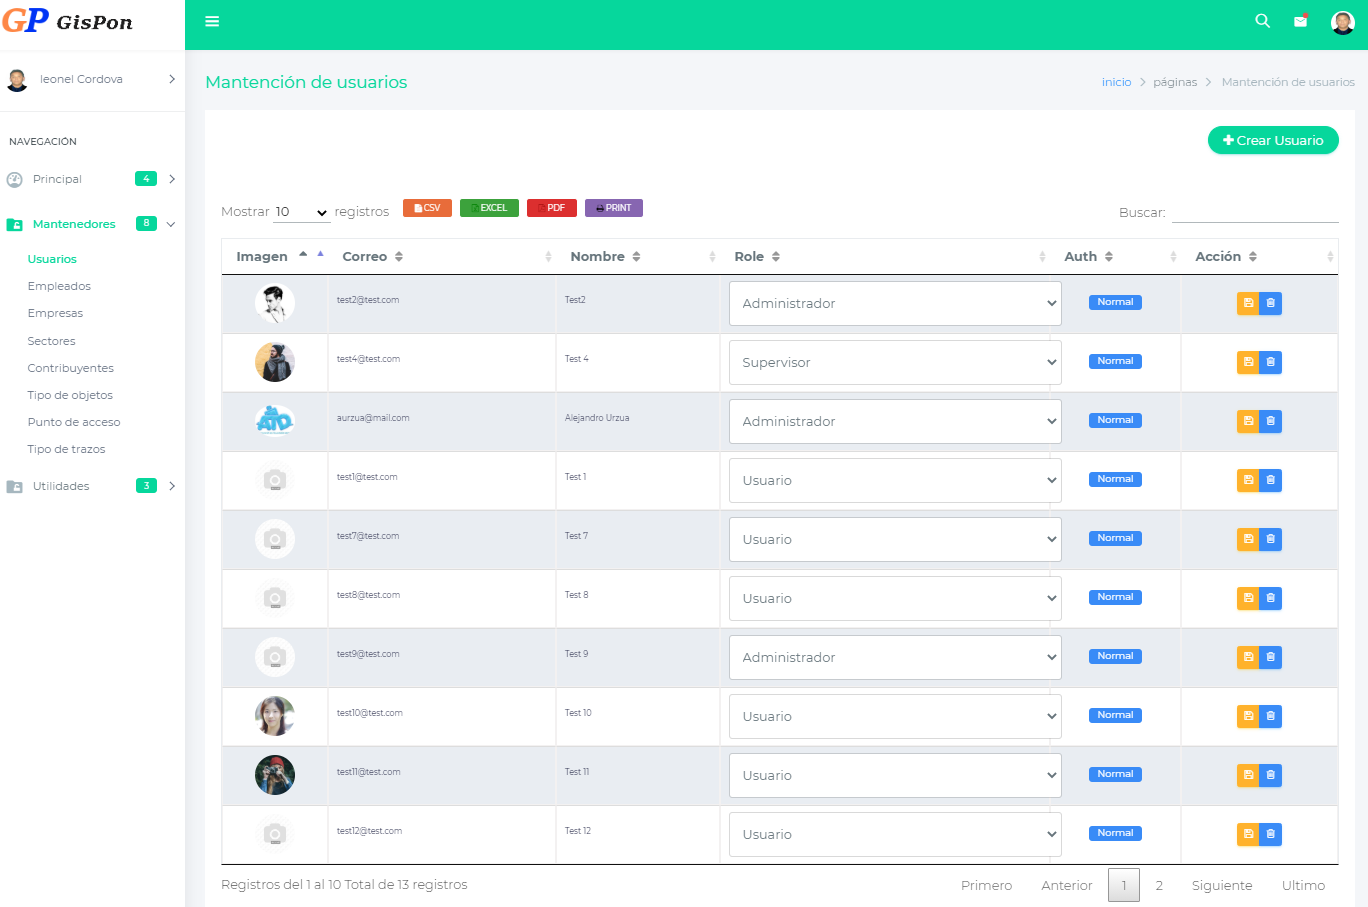 GP GisPon
leonel Cordova
NAVEGACIÓN
Principal 4
Mantenedores 8
Usuarios
Empleados
Empresas
Sectores
Contribuyentes
Tipo de objetos
Punto de acceso
Tipo de trazos
Utilidades 3
Mantención de usuarios
inicio > páginas > Mantención de usuarios
Crear Usuario
Mostrar 10 registros CSV EXCEL PDF PRINT Buscar:
Imagen Correo Nombre Role Auth Acción
test2@test.com Test2 Administrador Normal
test4@test.com Test 4 Supervisor Normal
aurzua@mail.com Alejandro Urzua Administrador Normal
test1@test.com Test 1 Usuario Normal
test7@test.com Test 7 Usuario Normal
test8@test.com Test 8 Usuario Normal
test9@test.com Test 9 Administrador Normal
test10@test.com Test 10 Usuario Normal
test11@test.com Test 11 Usuario Normal
test12@test.com Test 12 Usuario Normal
Registros del 1 al 10 Total de 13 registros Primero Anterior 1 2 Siguiente Ultimo